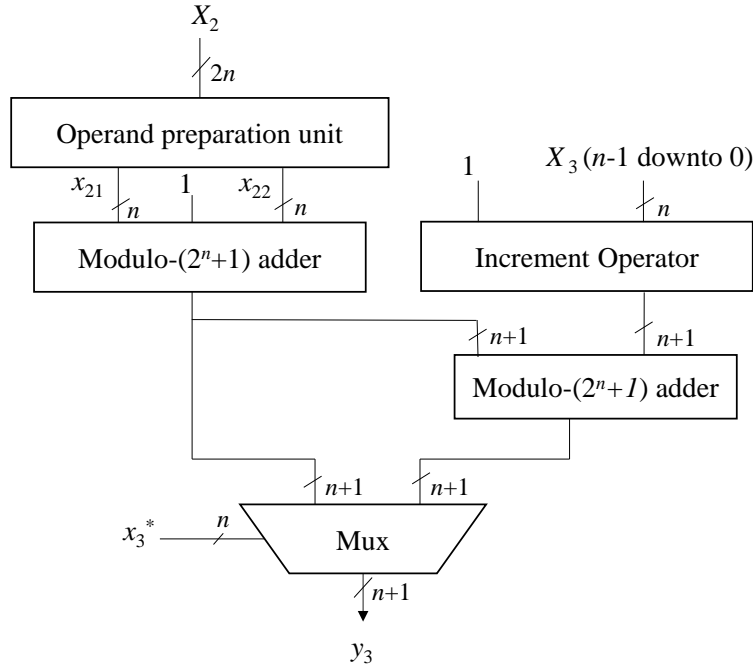 X₂
2n
Operand preparation unit
X₃ (n-1 downto 0)
1
x₂₁
1
x₂₂
n
n
n
Modulo-(2ⁿ+1) adder
Increment Operator
n+1
n+1
Modulo-(2ⁿ+1) adder
n+1
n+1
x₃*
n
Mux
n+1
y₃